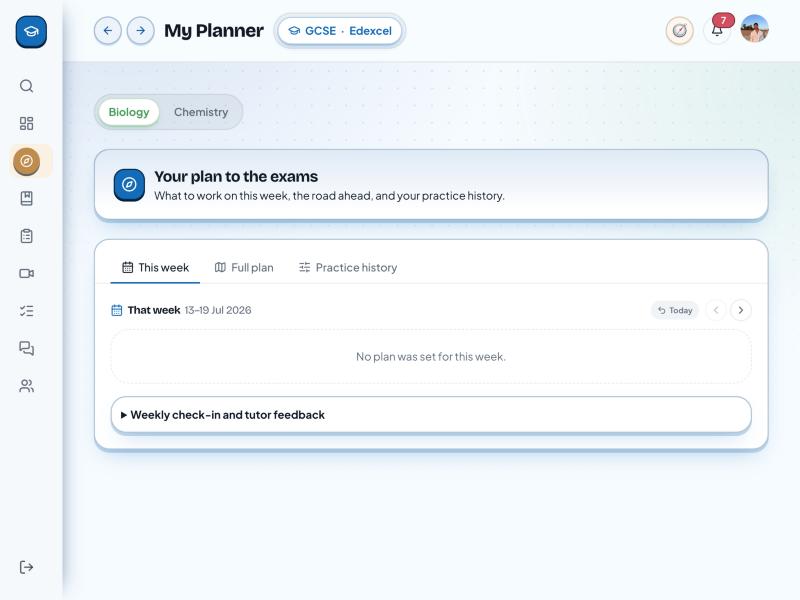 My Planner
GCSE · Edexcel
7
Biology
Chemistry
Your plan to the exams
What to work on this week, the road ahead, and your practice history.
This week
Full plan
Practice history
That week 13–19 Jul 2026
Today
No plan was set for this week.
Weekly check-in and tutor feedback